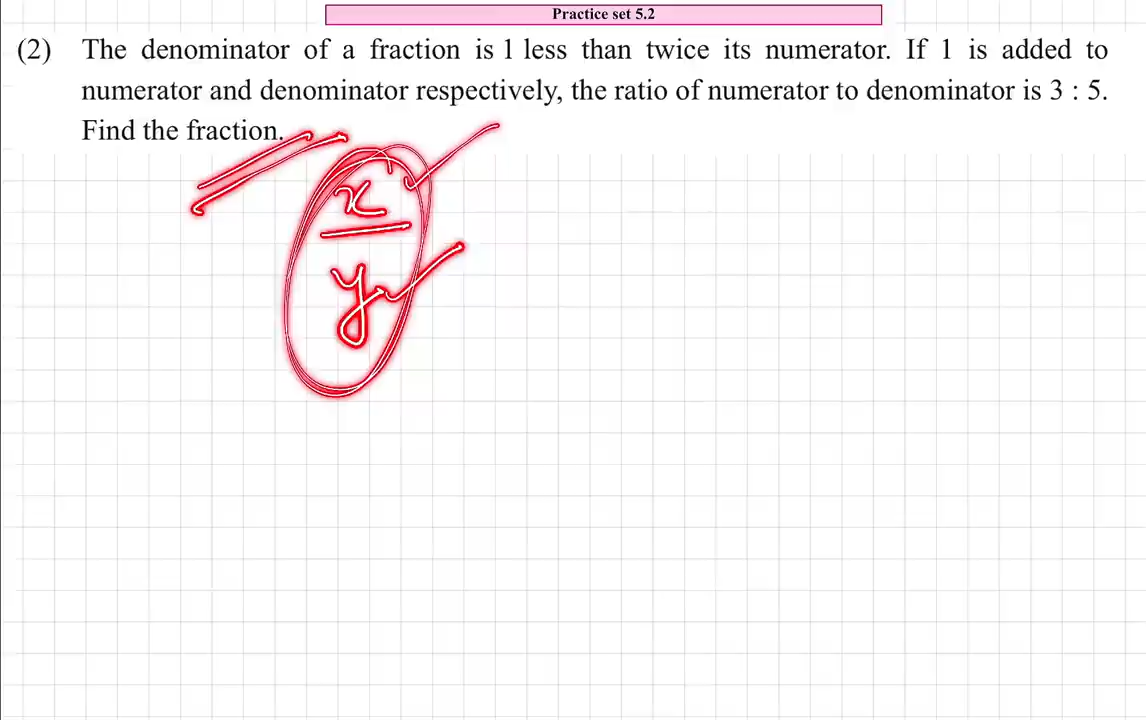 Practice set 5.2
(2) The denominator of a fraction is 1 less than twice its numerator. If 1 is added to
numerator and denominator respectively, the ratio of numerator to denominator is 3 : 5.
Find the fraction.
x
y